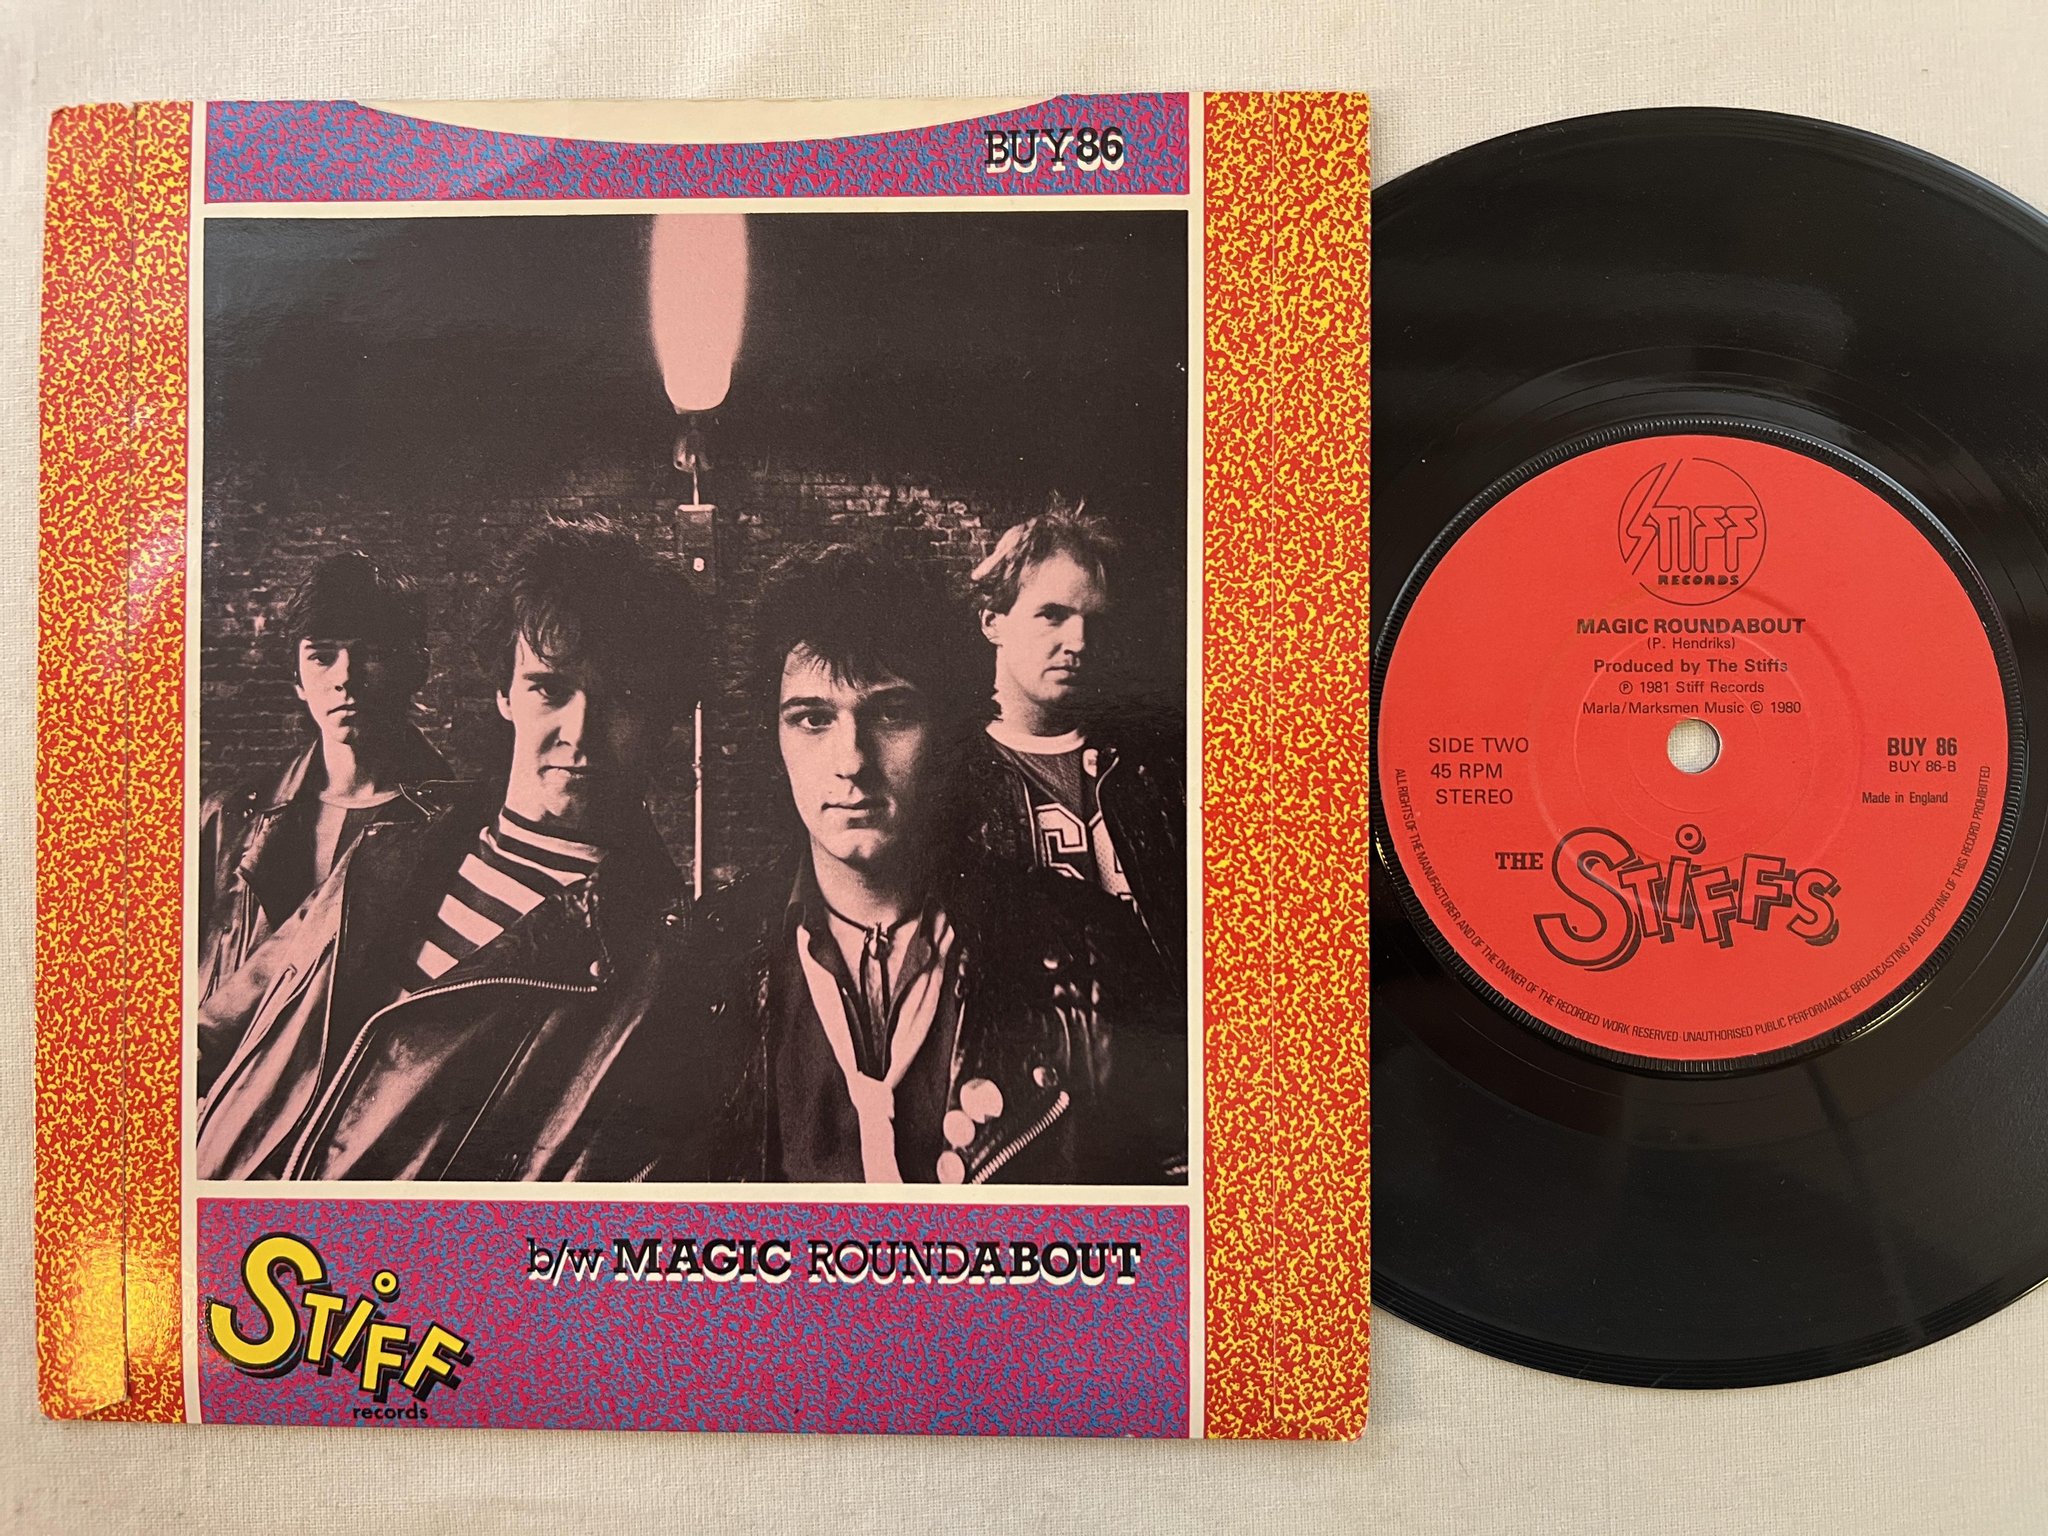 BUY86
b/w MAGIC ROUNDABOUT
STIFF
records
STIFF
RECORDS
MAGIC ROUNDABOUT
(P. Hendriks)
Produced by The Stiffs
℗ 1981 Stiff Records
Marla/Marksmen Music © 1980
SIDE TWO
45 RPM
STEREO
BUY 86
BUY 86-B
Made in England
THE STIFFS
ALL RIGHTS OF THE MANUFACTURER AND OF THE OWNER OF THE RECORDED WORK RESERVED · UNAUTHORISED PUBLIC PERFORMANCE BROADCASTING AND COPYING OF THIS RECORD PROHIBITED